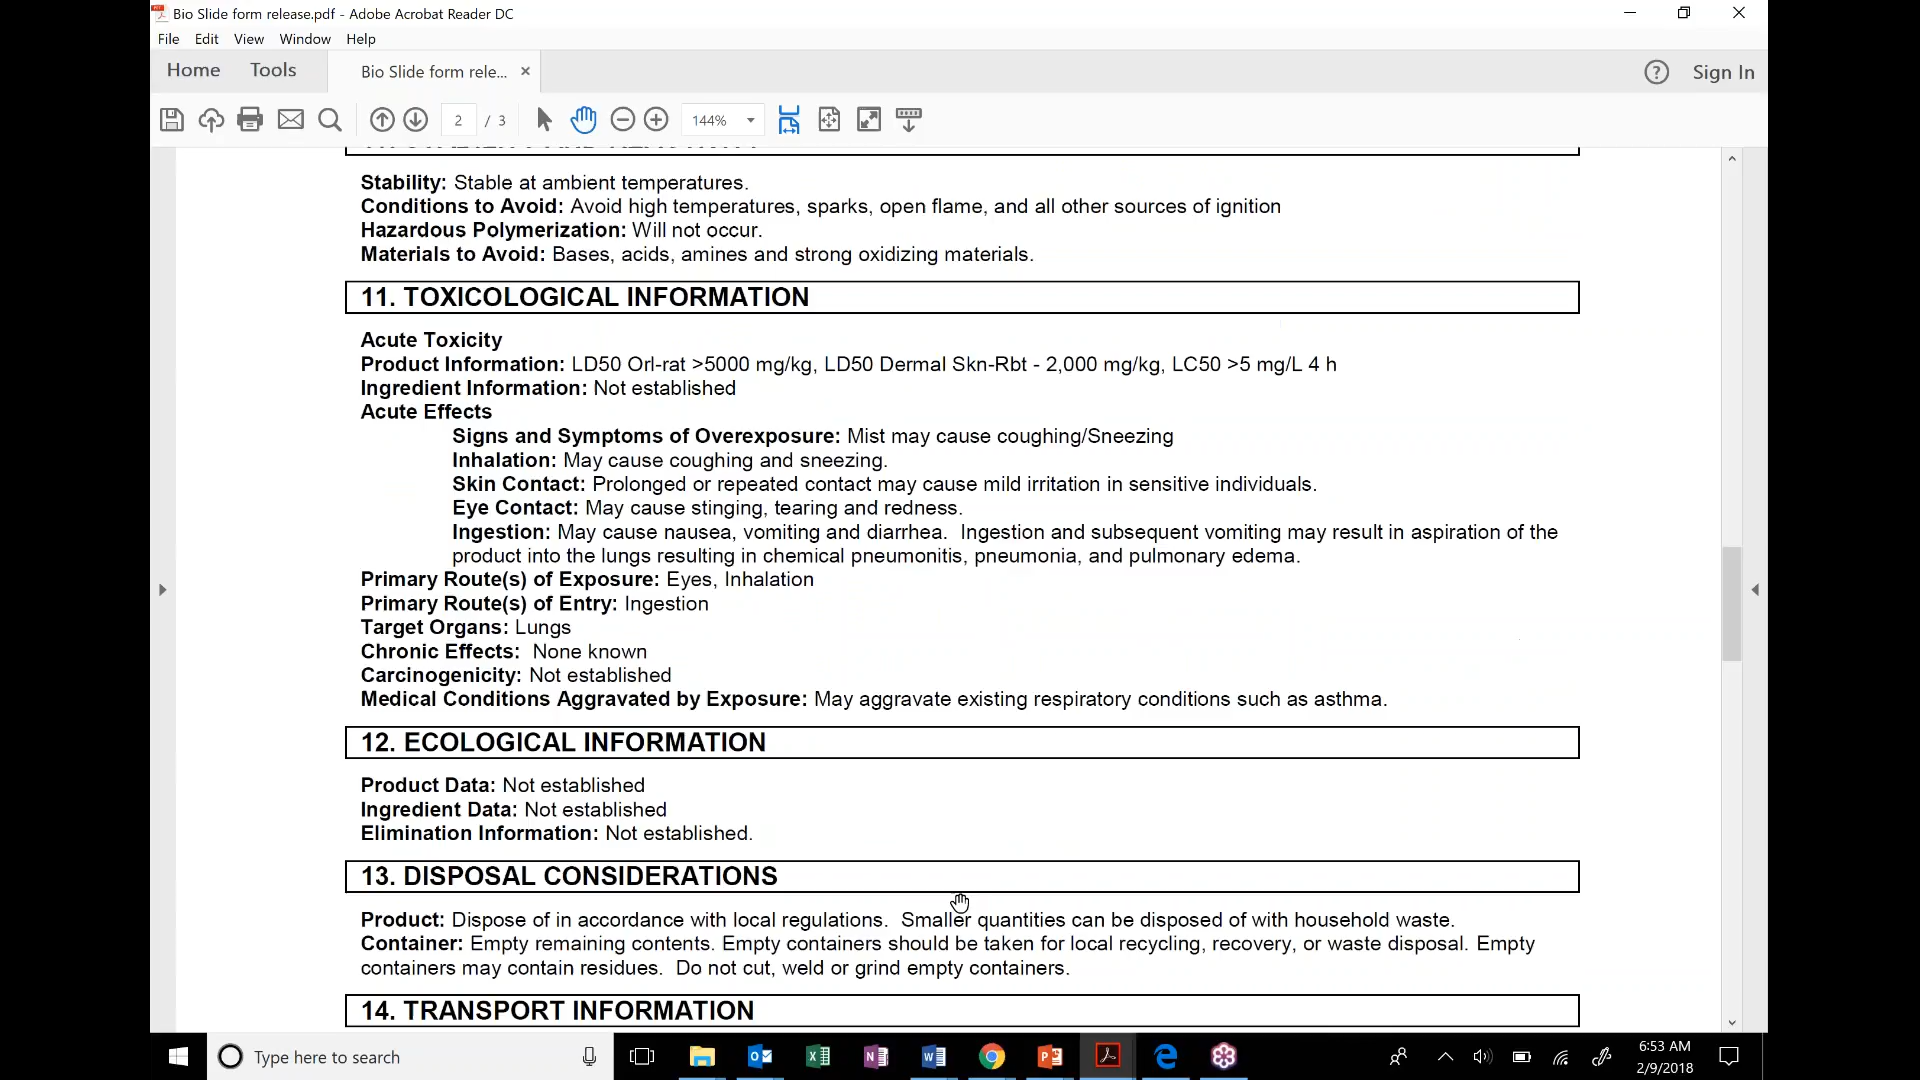 Bio Slide form release.pdf - Adobe Acrobat Reader DC
File Edit View Window Help
Home Tools Bio Slide form rele... × ? Sign In
2 / 3 144%
Stability: Stable at ambient temperatures.
Conditions to Avoid: Avoid high temperatures, sparks, open flame, and all other sources of ignition
Hazardous Polymerization: Will not occur.
Materials to Avoid: Bases, acids, amines and strong oxidizing materials.
11. TOXICOLOGICAL INFORMATION
Acute Toxicity
Product Information: LD50 Orl-rat >5000 mg/kg, LD50 Dermal Skn-Rbt - 2,000 mg/kg, LC50 >5 mg/L 4 h
Ingredient Information: Not established
Acute Effects
Signs and Symptoms of Overexposure: Mist may cause coughing/Sneezing
Inhalation: May cause coughing and sneezing.
Skin Contact: Prolonged or repeated contact may cause mild irritation in sensitive individuals.
Eye Contact: May cause stinging, tearing and redness.
Ingestion: May cause nausea, vomiting and diarrhea.  Ingestion and subsequent vomiting may result in aspiration of the
product into the lungs resulting in chemical pneumonitis, pneumonia, and pulmonary edema.
Primary Route(s) of Exposure: Eyes, Inhalation
Primary Route(s) of Entry: Ingestion
Target Organs: Lungs
Chronic Effects:  None known
Carcinogenicity: Not established
Medical Conditions Aggravated by Exposure: May aggravate existing respiratory conditions such as asthma.
12. ECOLOGICAL INFORMATION
Product Data: Not established
Ingredient Data: Not established
Elimination Information: Not established.
13. DISPOSAL CONSIDERATIONS
Product: Dispose of in accordance with local regulations.  Smaller quantities can be disposed of with household waste.
Container: Empty remaining contents. Empty containers should be taken for local recycling, recovery, or waste disposal. Empty
containers may contain residues.  Do not cut, weld or grind empty containers.
14. TRANSPORT INFORMATION
Type here to search
6:53 AM
2/9/2018